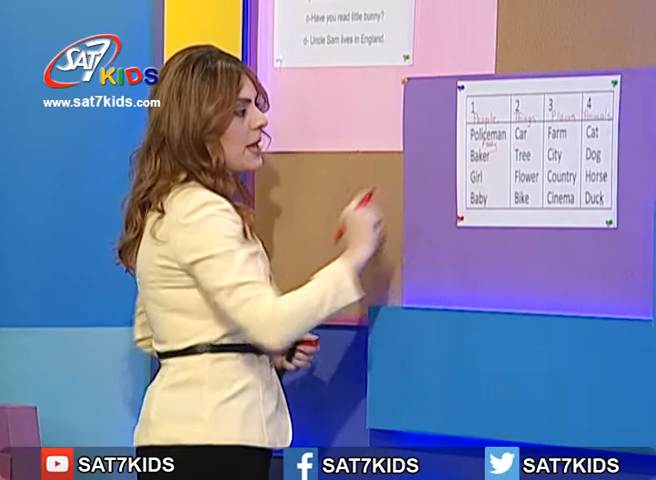 c-Have you read little bunny?
d- Uncle Sam lives in England.
SAT7
KIDS
www.sat7kids.com
1 2 3 4
People Things Places Animals
Policeman Car Farm Cat
Baker Tree City Dog
Girl Flower Country Horse
Baby Bike Cinema Duck
SAT7KIDS SAT7KIDS SAT7KIDS